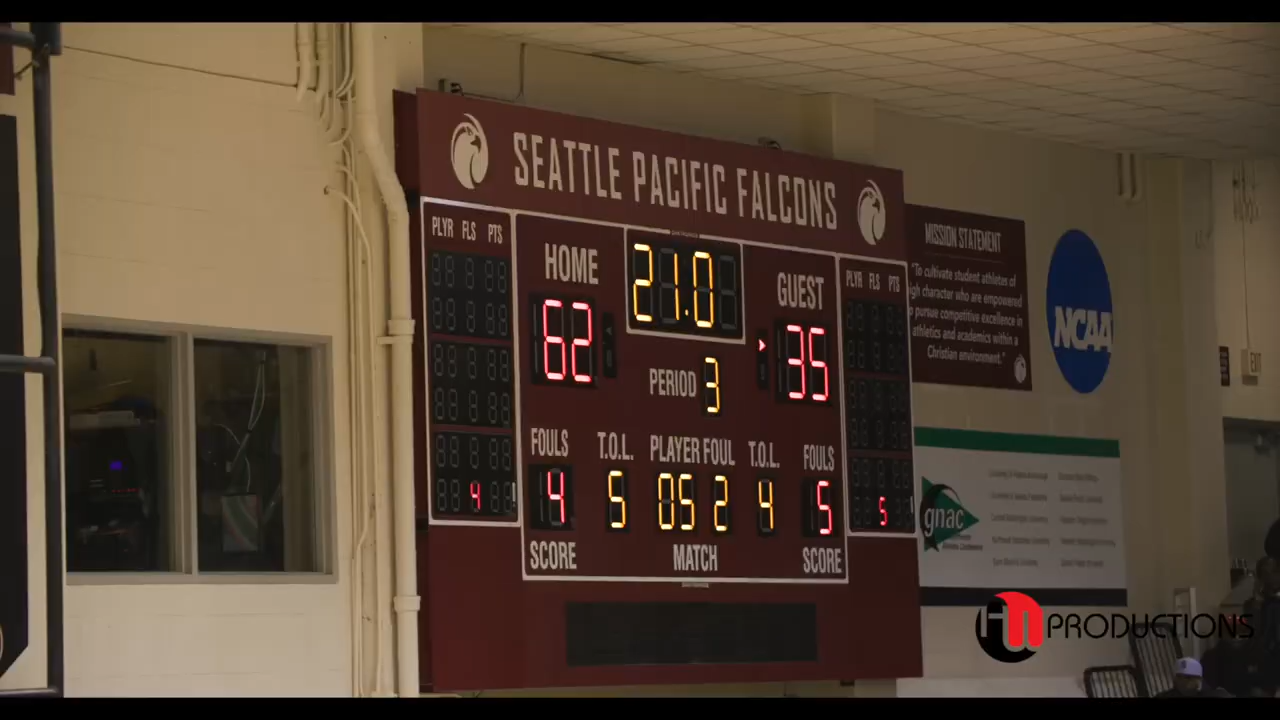 SEATTLE PACIFIC FALCONS
PLYR FLS PTS
HOME
21.0
GUEST
PLYR FLS PTS
62
35
PERIOD 3
FOULS T.O.L. PLAYER FOUL T.O.L. FOULS
4 5 05 2 4 5
4
5
SCORE MATCH SCORE
MISSION STATEMENT
"To cultivate student athletes of
high character who are empowered
to pursue competitive excellence in
athletics and academics within a
Christian environment."
NCAA
EXIT
gnac
PRODUCTIONS